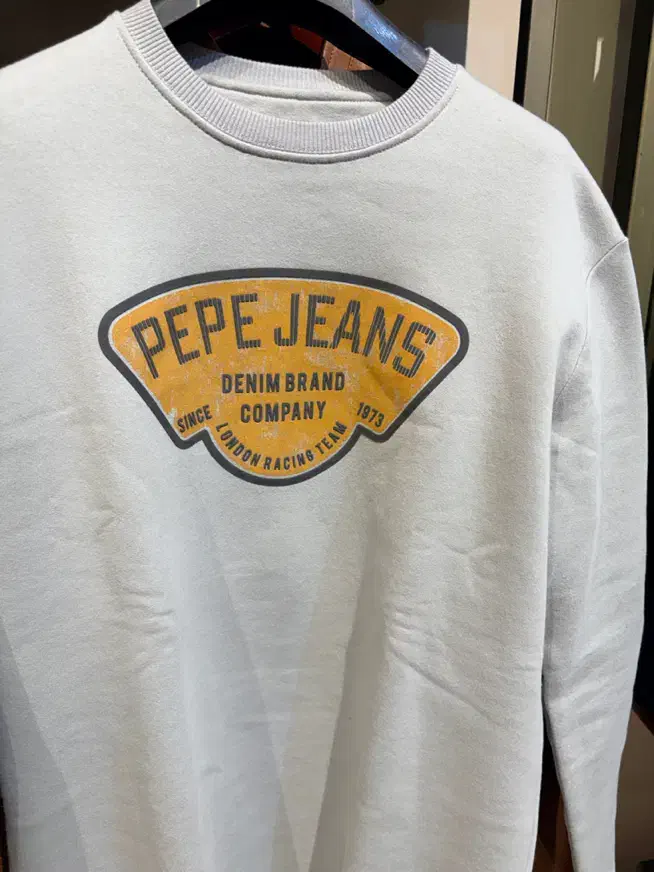 PEPE JEANS
DENIM BRAND
COMPANY
SINCE 1973
LONDON RACING TEAM